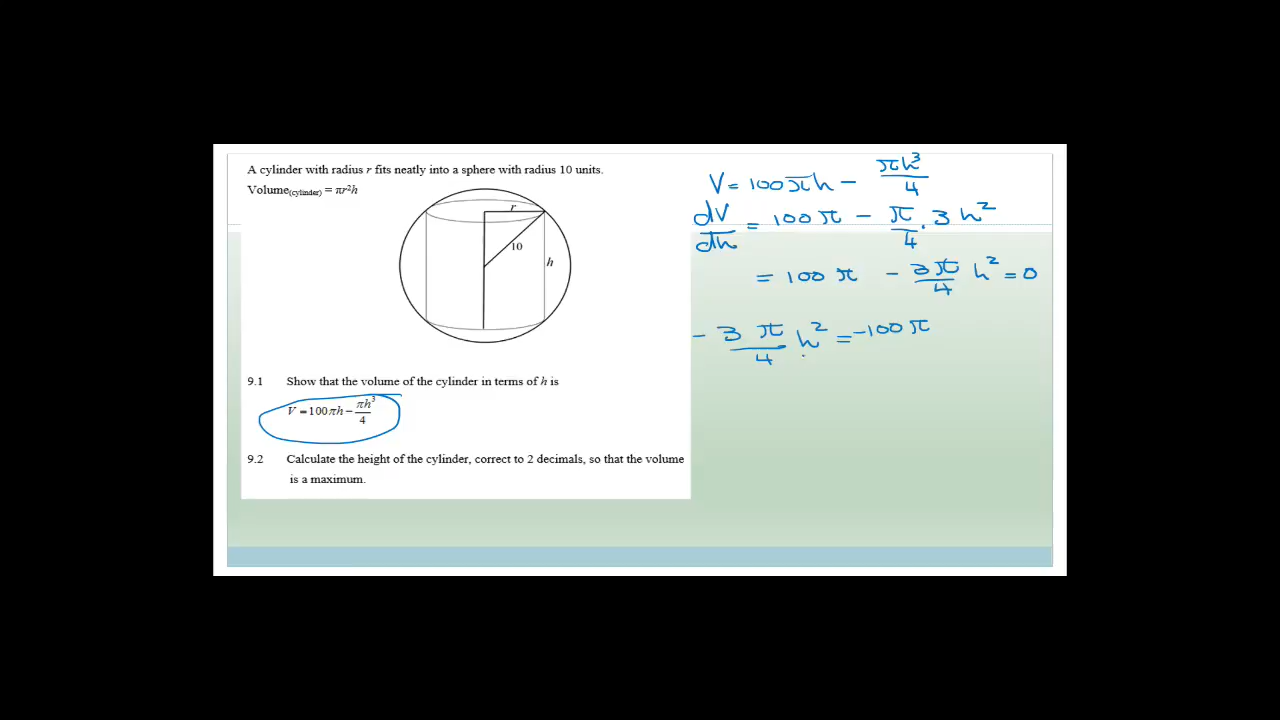 A cylinder with radius r fits neatly into a sphere with radius 10 units.
Volume(cylinder) = πr²h
r
10
h
9.1 Show that the volume of the cylinder in terms of h is
V = 100πh − πh³/4
9.2 Calculate the height of the cylinder, correct to 2 decimals, so that the volume
is a maximum.
V = 100πh − πh³/4
dV/dh = 100π − π/4 . 3h²
= 100π − 3π/4 h² = 0
− 3π/4 h² = −100π